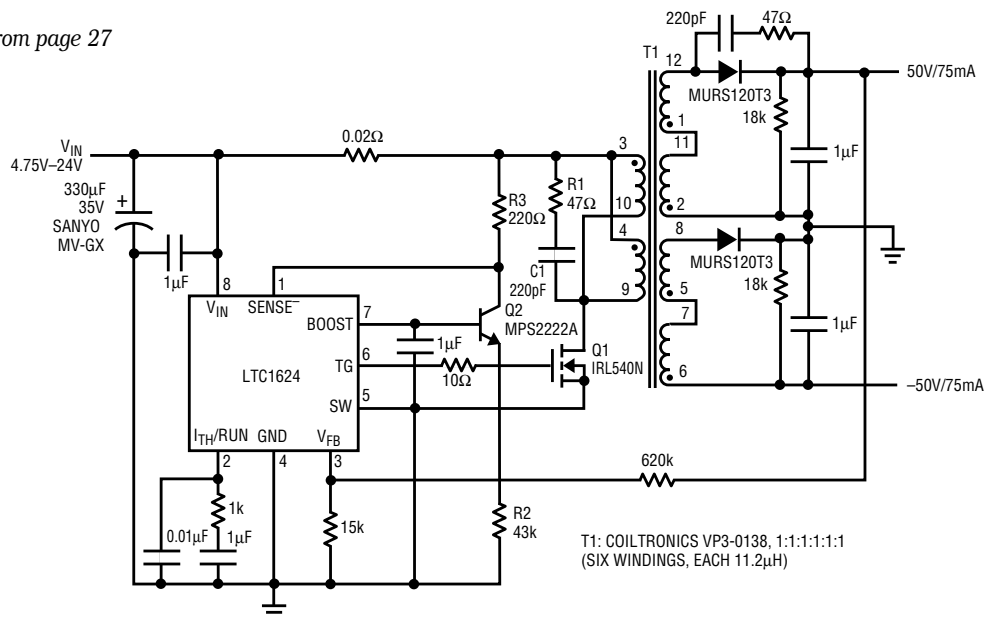 rom page 27
220pF
47Ω
T1
12
50V/75mA
MURS120T3
18k
1
11
1µF
2
VIN
4.75V–24V
0.02Ω
3
330µF
35V
SANYO
MV-GX
+
R3
220Ω
R1
47Ω
10
4
8
MURS120T3
18k
1µF
C1
220pF
9
5
7
6
–50V/75mA
1µF
8
1
VIN
SENSE–
BOOST
7
Q2
MPS2222A
1µF
TG
6
10Ω
Q1
IRL540N
LTC1624
SW
5
ITH/RUN
GND
VFB
2
4
3
620k
1k
0.01µF
1µF
15k
R2
43k
T1: COILTRONICS VP3-0138, 1:1:1:1:1:1
(SIX WINDINGS, EACH 11.2µH)